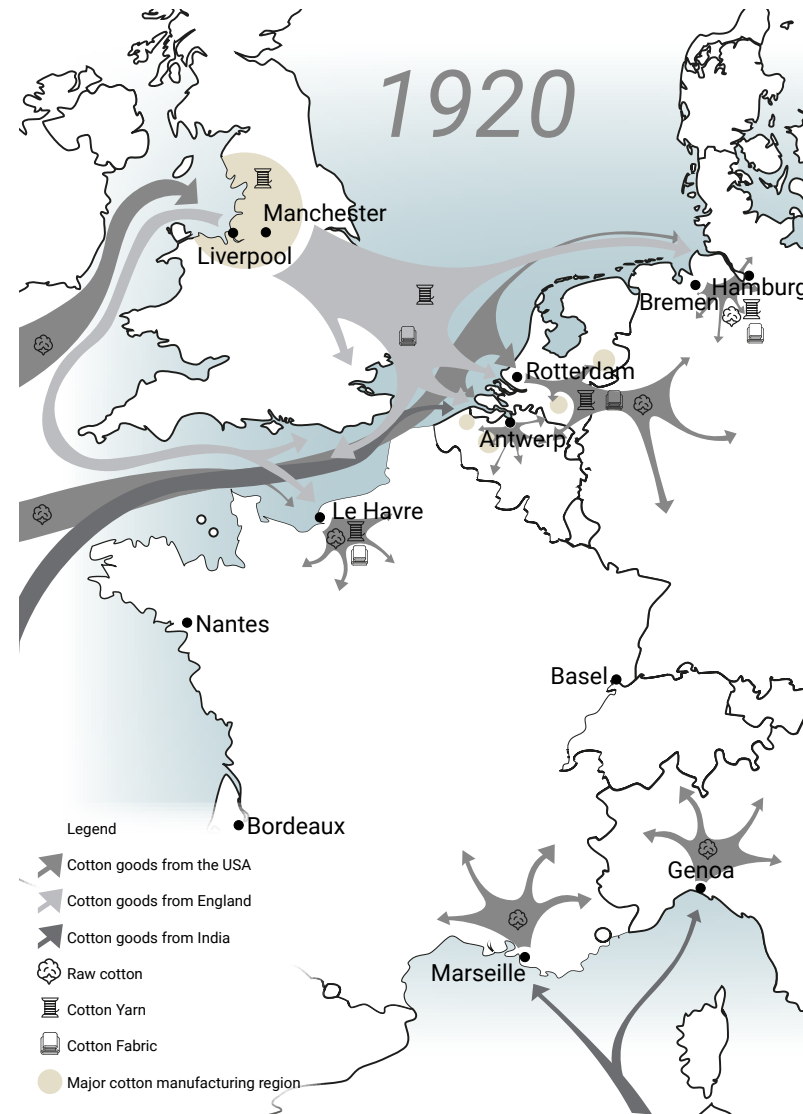 1920
Manchester
Liverpool
Hamburg
Bremen
Rotterdam
Antwerp
Le Havre
Nantes
Basel
Bordeaux
Genoa
Marseille
Legend
Cotton goods from the USA
Cotton goods from England
Cotton goods from India
Raw cotton
Cotton Yarn
Cotton Fabric
Major cotton manufacturing region